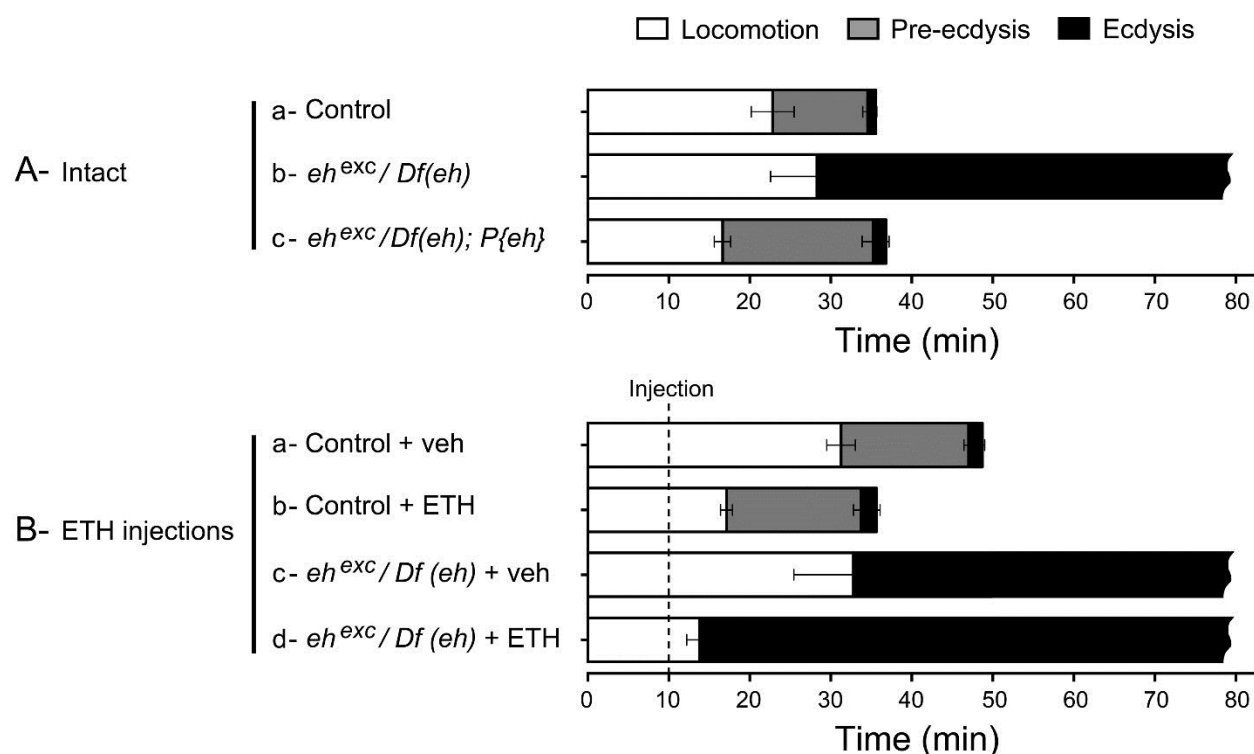 Locomotion Pre-ecdysis Ecdysis
A- Intact
a- Control
b- eh^exc / Df(eh)
c- eh^exc/Df(eh); P{eh}
0 10 20 30 40 50 60 70 80
Time (min)
Injection
B- ETH injections
a- Control + veh
b- Control + ETH
c- eh^exc/ Df (eh) + veh
d- eh^exc/ Df (eh) + ETH
0 10 20 30 40 50 60 70 80
Time (min)